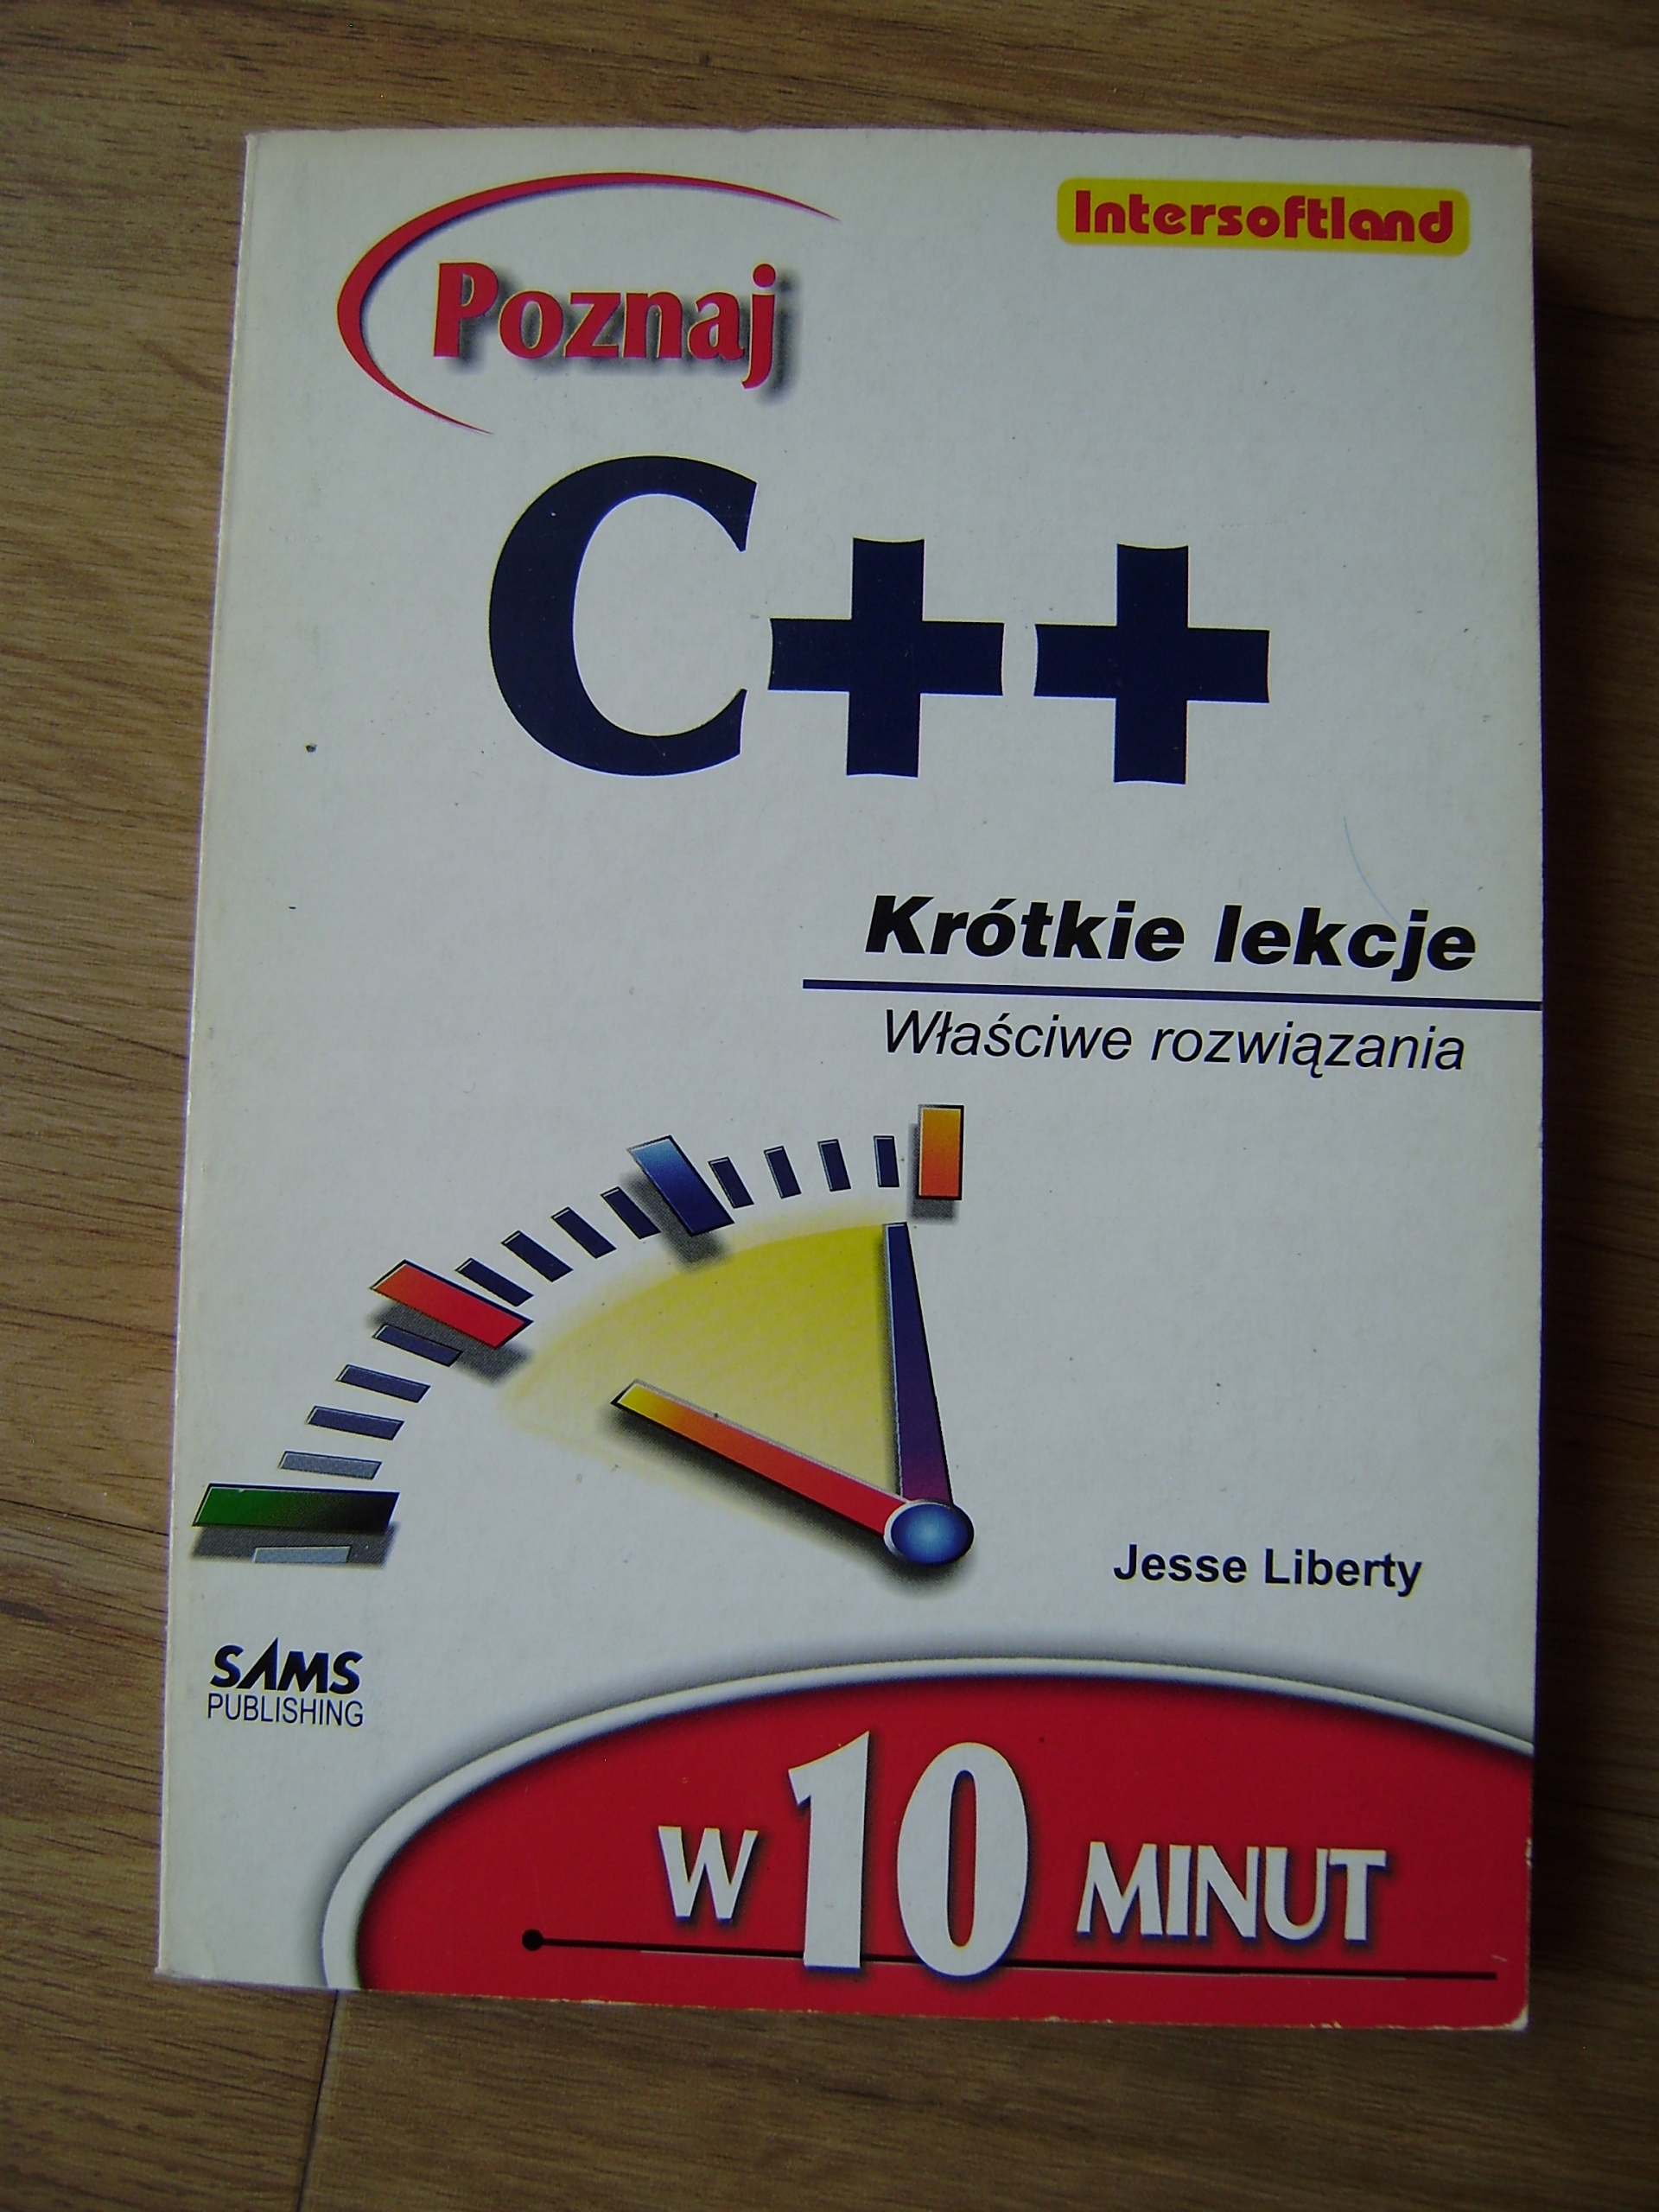 Intersoftland
Poznaj
C++
Krótkie lekcje
Właściwe rozwiązania
Jesse Liberty
SAMS
PUBLISHING
W 10 MINUT